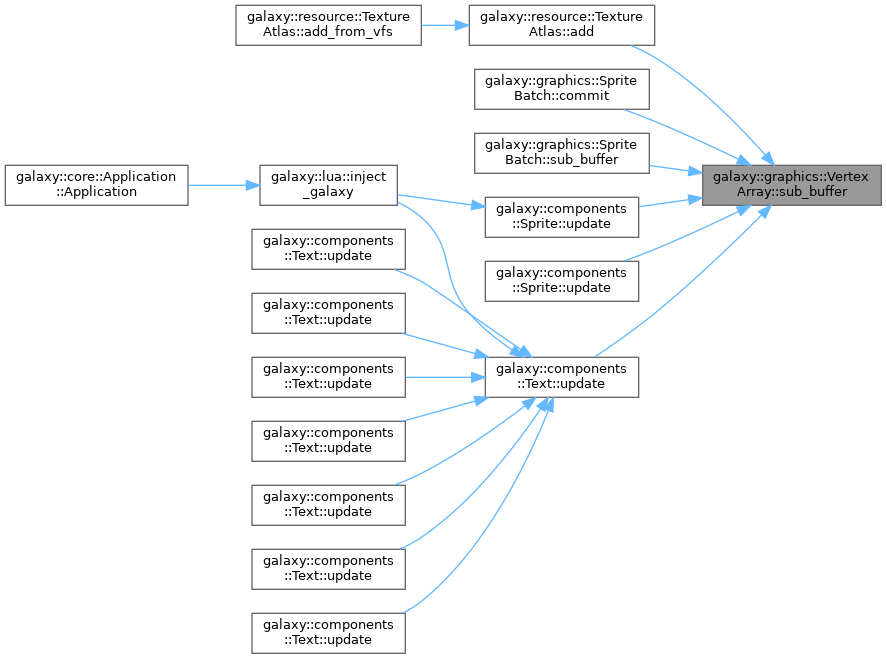 galaxy::resource::Texture
Atlas::add_from_vfs
galaxy::resource::Texture
Atlas::add
galaxy::graphics::Sprite
Batch::commit
galaxy::graphics::Sprite
Batch::sub_buffer
galaxy::core::Application
::Application
galaxy::lua::inject
_galaxy
galaxy::graphics::Vertex
Array::sub_buffer
galaxy::components
::Sprite::update
galaxy::components
::Text::update
galaxy::components
::Sprite::update
galaxy::components
::Text::update
galaxy::components
::Text::update
galaxy::components
::Text::update
galaxy::components
::Text::update
galaxy::components
::Text::update
galaxy::components
::Text::update
galaxy::components
::Text::update